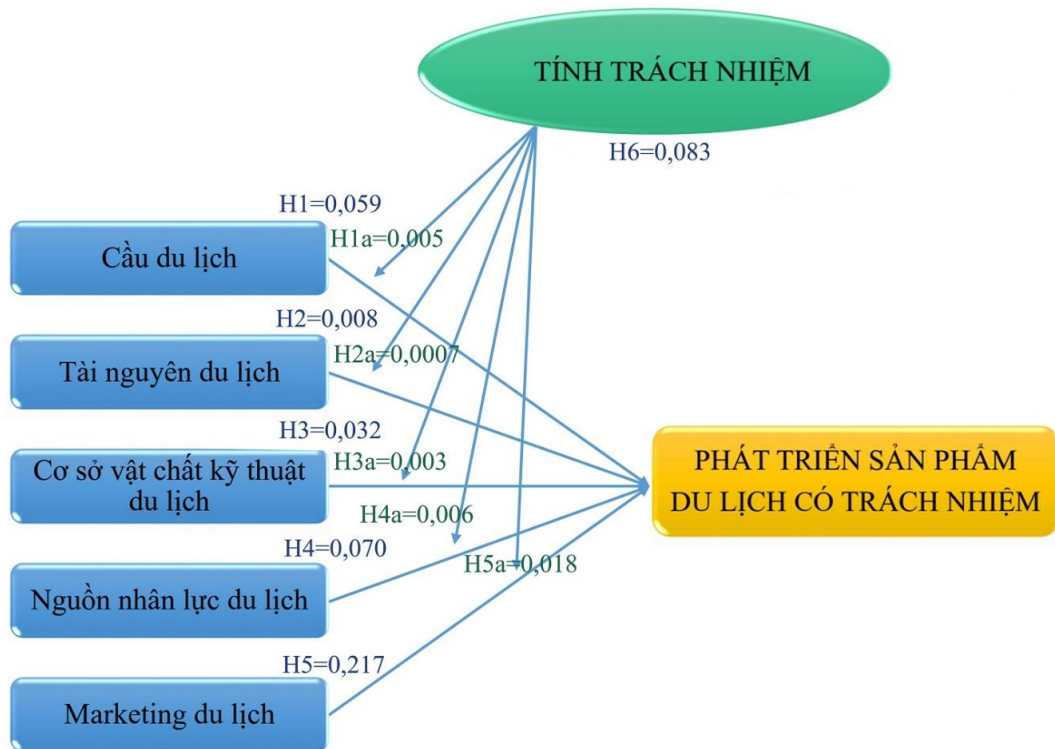 TÍNH TRÁCH NHIỆM
H6=0,083
H1=0,059
H1a=0,005
Cầu du lịch
H2=0,008
H2a=0,0007
Tài nguyên du lịch
H3=0,032
H3a=0,003
Cơ sở vật chất kỹ thuật
du lịch
PHÁT TRIỂN SẢN PHẨM
DU LỊCH CÓ TRÁCH NHIỆM
H4a=0,006
H4=0,070
H5a=0,018
Nguồn nhân lực du lịch
H5=0,217
Marketing du lịch